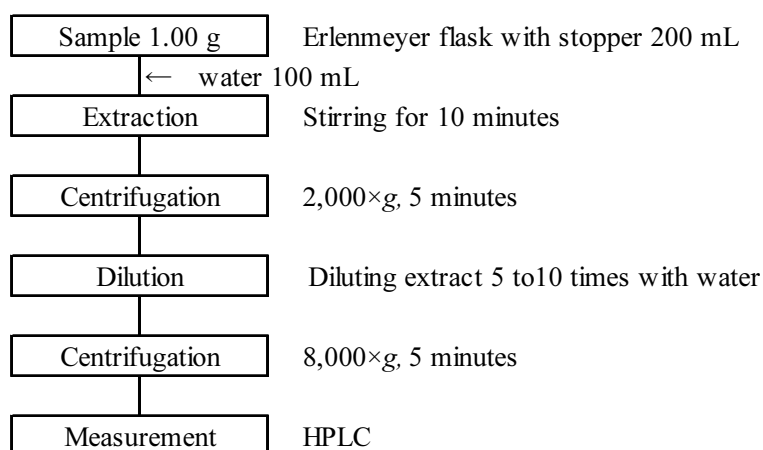 Sample 1.00 g Erlenmeyer flask with stopper 200 mL
← water 100 mL
Extraction Stirring for 10 minutes
Centrifugation 2,000×g, 5 minutes
Dilution Diluting extract 5 to10 times with water
Centrifugation 8,000×g, 5 minutes
Measurement HPLC